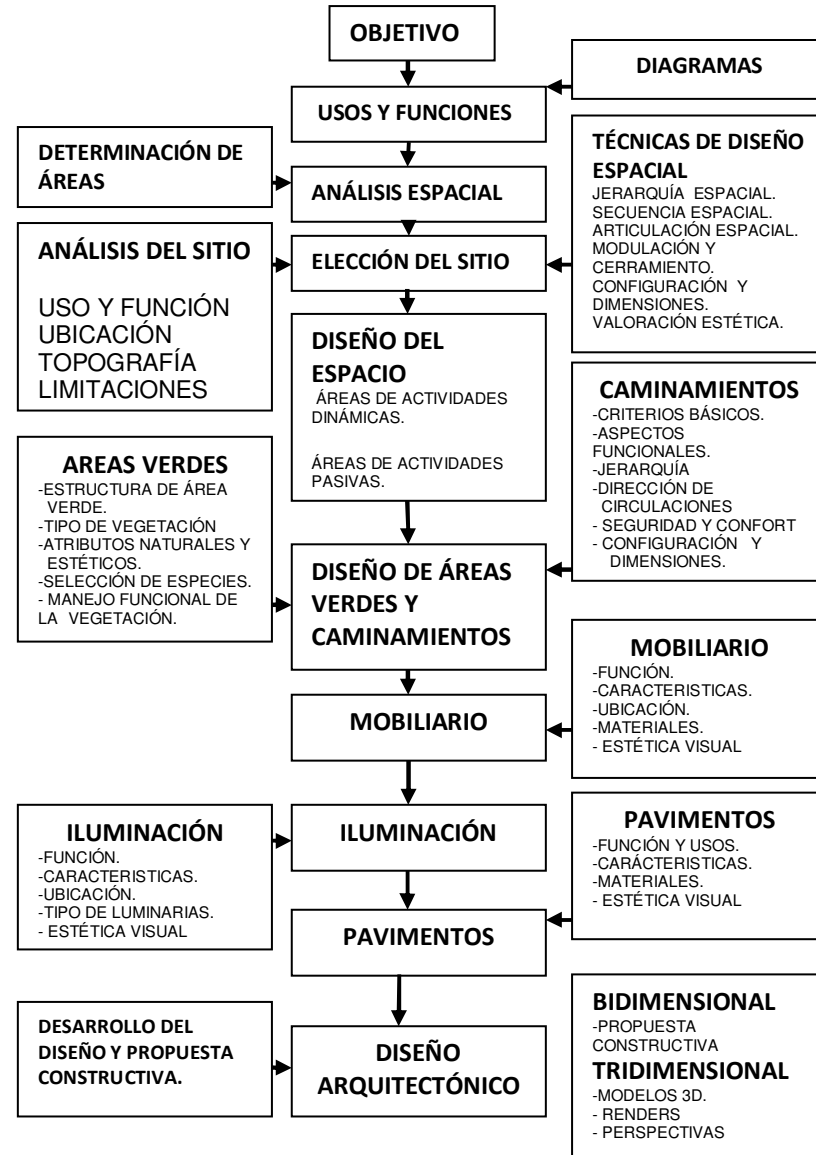 OBJETIVO
DIAGRAMAS
USOS Y FUNCIONES
DETERMINACIÓN DE
ÁREAS
ANÁLISIS ESPACIAL
TÉCNICAS DE DISEÑO
ESPACIAL
JERARQUÍA ESPACIAL.
SECUENCIA ESPACIAL.
ARTICULACIÓN ESPACIAL.
MODULACIÓN Y
CERRAMIENTO.
CONFIGURACIÓN Y
DIMENSIONES.
VALORACIÓN ESTÉTICA.
ANÁLISIS DEL SITIO
USO Y FUNCIÓN
UBICACIÓN
TOPOGRAFÍA
LIMITACIONES
ELECCIÓN DEL SITIO
DISEÑO DEL
ESPACIO
ÁREAS DE ACTIVIDADES
DINÁMICAS.
ÁREAS DE ACTIVIDADES
PASIVAS.
CAMINAMIENTOS
-CRITERIOS BÁSICOS.
-ASPECTOS
FUNCIONALES.
-JERARQUÍA
-DIRECCIÓN DE
CIRCULACIONES
- SEGURIDAD Y CONFORT
- CONFIGURACIÓN Y
DIMENSIONES.
AREAS VERDES
-ESTRUCTURA DE ÁREA
VERDE.
-TIPO DE VEGETACIÓN
-ATRIBUTOS NATURALES Y
ESTÉTICOS.
-SELECCIÓN DE ESPECIES.
- MANEJO FUNCIONAL DE
LA VEGETACIÓN.
DISEÑO DE ÁREAS
VERDES Y
CAMINAMIENTOS
MOBILIARIO
-FUNCIÓN.
-CARACTERISTICAS.
-UBICACIÓN.
-MATERIALES.
- ESTÉTICA VISUAL
MOBILIARIO
ILUMINACIÓN
-FUNCIÓN.
-CARACTERISTICAS.
-UBICACIÓN.
-TIPO DE LUMINARIAS.
- ESTÉTICA VISUAL
ILUMINACIÓN
PAVIMENTOS
-FUNCIÓN Y USOS.
-CARÁCTERISTICAS.
-MATERIALES.
- ESTÉTICA VISUAL
PAVIMENTOS
DESARROLLO DEL
DISEÑO Y PROPUESTA
CONSTRUCTIVA.
DISEÑO
ARQUITECTÓNICO
BIDIMENSIONAL
-PROPUESTA
CONSTRUCTIVA
TRIDIMENSIONAL
-MODELOS 3D.
- RENDERS
- PERSPECTIVAS